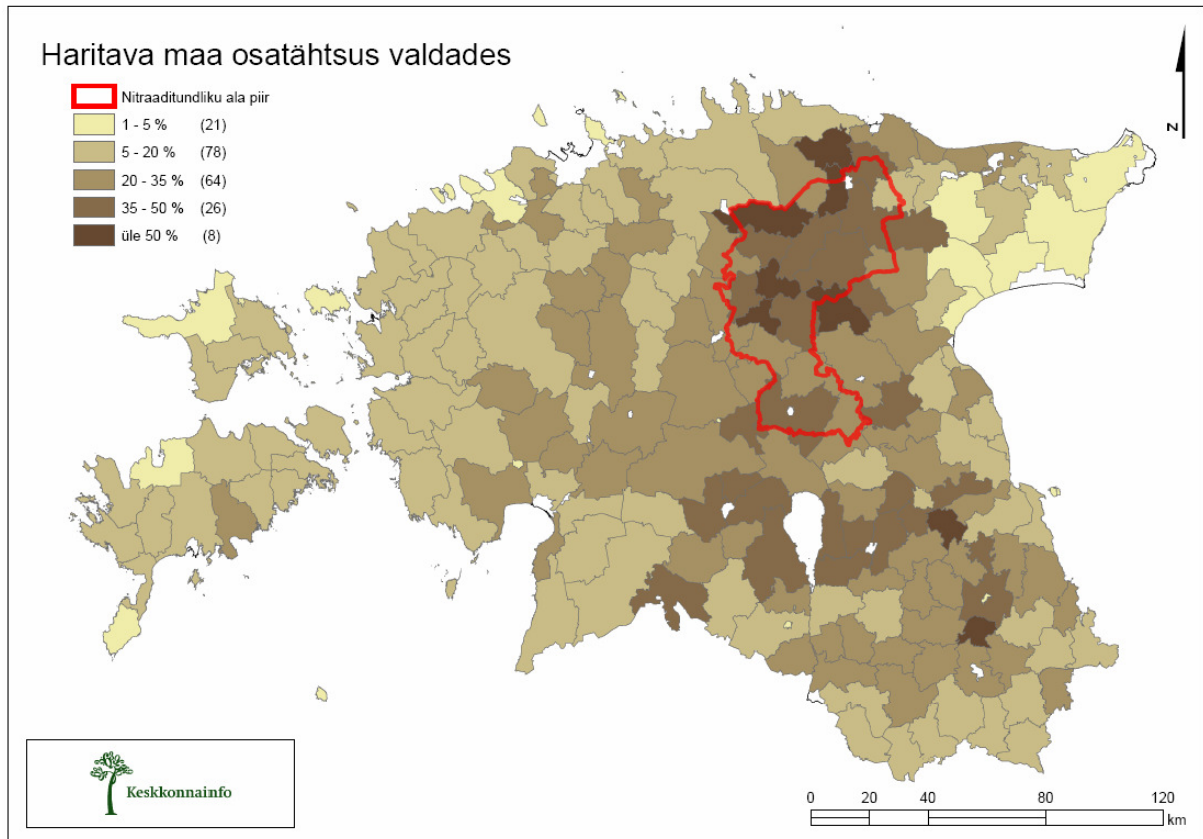 Haritava maa osatähtsus valdades
Nitraaditundliku ala piir
1 - 5 % (21)
5 - 20 % (78)
20 - 35 % (64)
35 - 50 % (26)
üle 50 % (8)
N
Keskkonnainfo
0 20 40 80 120
km